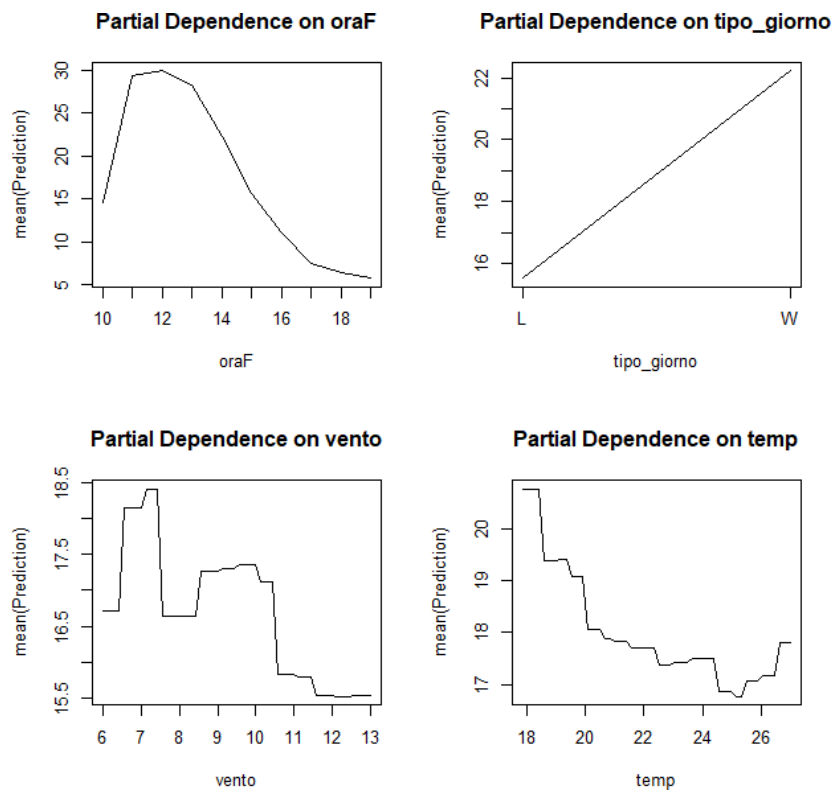 Partial Dependence on oraF
mean(Prediction)
30
25
20
15
10
5
10 12 14 16 18
oraF
Partial Dependence on tipo_giorno
mean(Prediction)
22
20
18
16
L W
tipo_giorno
Partial Dependence on vento
mean(Prediction)
18.5
17.5
16.5
15.5
6 7 8 9 10 11 12 13
vento
Partial Dependence on temp
mean(Prediction)
20
19
18
17
18 20 22 24 26
temp